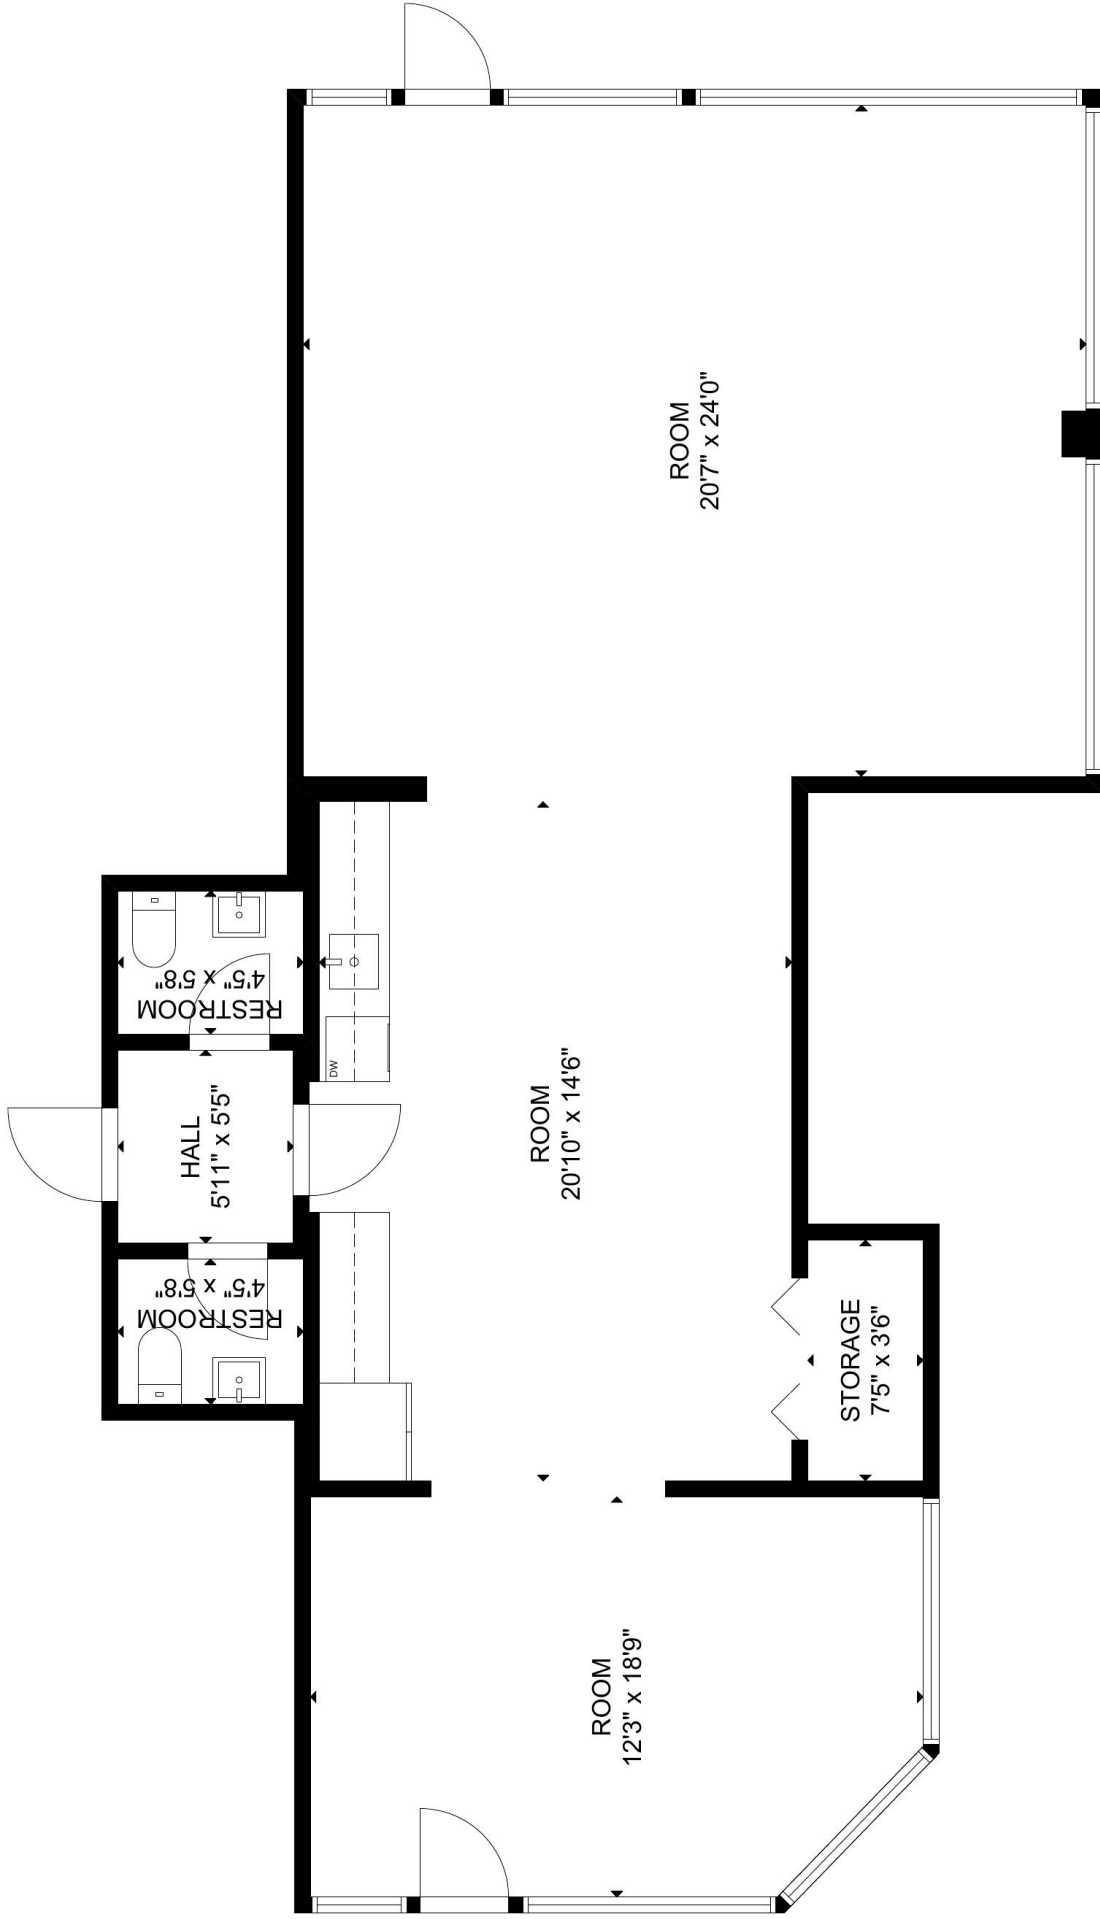 ROOM
20'7" x 24'0"
RESTROOM
4'5" x 5'8"
DW
HALL
5'11" x 5'5"
ROOM
20'10" x 14'6"
RESTROOM
4'5" x 5'8"
STORAGE
7'5" x 3'6"
ROOM
12'3" x 18'9"